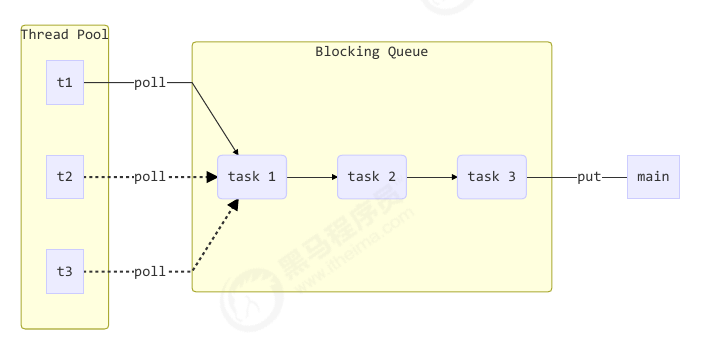 Thread Pool
Blocking Queue
t1
poll
t2
poll
task 1
task 2
task 3
put
main
t3
poll
黑马程序员
www.itheima.com